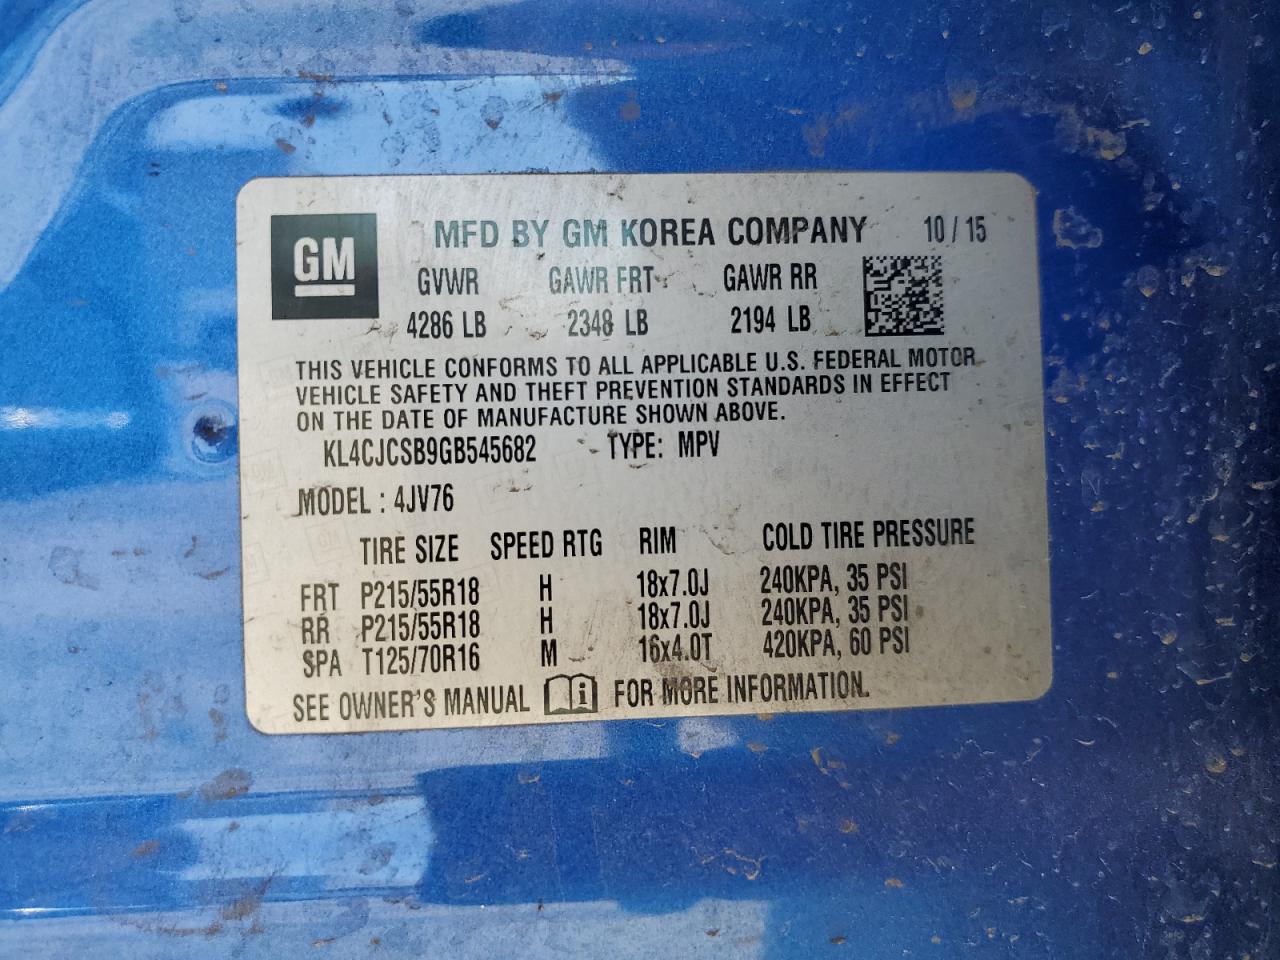 GM
MFD BY GM KOREA COMPANY 10/15
GVWR GAWR FRT GAWR RR
4286 LB 2348 LB 2194 LB
THIS VEHICLE CONFORMS TO ALL APPLICABLE U.S. FEDERAL MOTOR
VEHICLE SAFETY AND THEFT PREVENTION STANDARDS IN EFFECT
ON THE DATE OF MANUFACTURE SHOWN ABOVE.
KL4CJCSB9GB545682 TYPE: MPV
MODEL : 4JV76
TIRE SIZE SPEED RTG RIM COLD TIRE PRESSURE
FRT P215/55R18 H 18x7.0J 240KPA, 35 PSI
RR P215/55R18 H 18x7.0J 240KPA, 35 PSI
SPA T125/70R16 M 16x4.0T 420KPA, 60 PSI
SEE OWNER'S MANUAL FOR MORE INFORMATION.